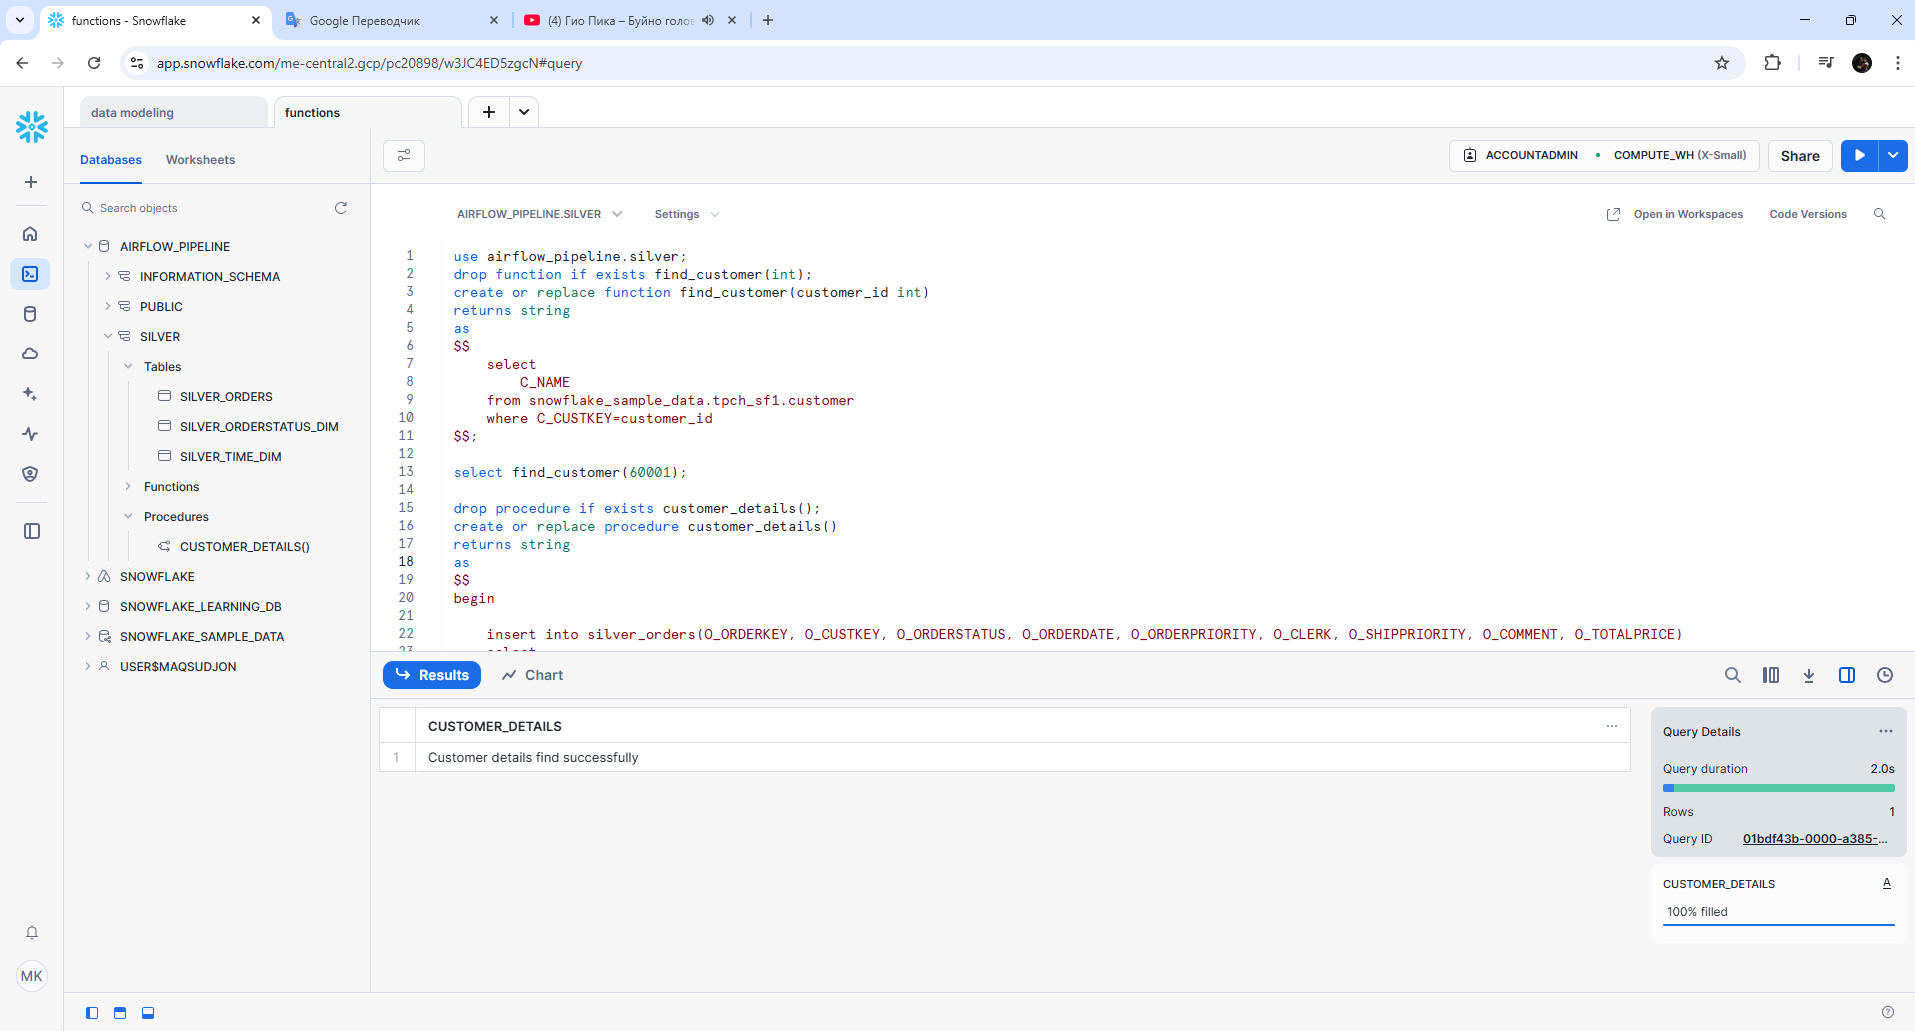 functions - Snowflake
Google Переводчик
(4) Гио Пика – Буйно голов
app.snowflake.com/me-central2.gcp/pc20898/w3JC4ED5zgcN#query
data modeling
functions
Databases
Worksheets
ACCOUNTADMIN
COMPUTE_WH (X-Small)
Share
Search objects
AIRFLOW_PIPELINE
INFORMATION_SCHEMA
PUBLIC
SILVER
Tables
SILVER_ORDERS
SILVER_ORDERSTATUS_DIM
SILVER_TIME_DIM
Functions
Procedures
CUSTOMER_DETAILS()
SNOWFLAKE
SNOWFLAKE_LEARNING_DB
SNOWFLAKE_SAMPLE_DATA
USER$MAQSUDJON
MK
AIRFLOW_PIPELINE.SILVER
Settings
Open in Workspaces
Code Versions
1 use airflow_pipeline.silver;
2 drop function if exists find_customer(int);
3 create or replace function find_customer(customer_id int)
4 returns string
5 as
6 $$
7 select
8 C_NAME
9 from snowflake_sample_data.tpch_sf1.customer
10 where C_CUSTKEY=customer_id
11 $$;
12
13 select find_customer(60001);
14
15 drop procedure if exists customer_details();
16 create or replace procedure customer_details()
17 returns string
18 as
19 $$
20 begin
21
22 insert into silver_orders(O_ORDERKEY, O_CUSTKEY, O_ORDERSTATUS, O_ORDERDATE, O_ORDERPRIORITY, O_CLERK, O_SHIPPRIORITY, O_COMMENT, O_TOTALPRICE)
23 select
Results
Chart
CUSTOMER_DETAILS
1 Customer details find successfully
Query Details
Query duration 2.0s
Rows 1
Query ID 01bdf43b-0000-a385-...
CUSTOMER_DETAILS A
100% filled